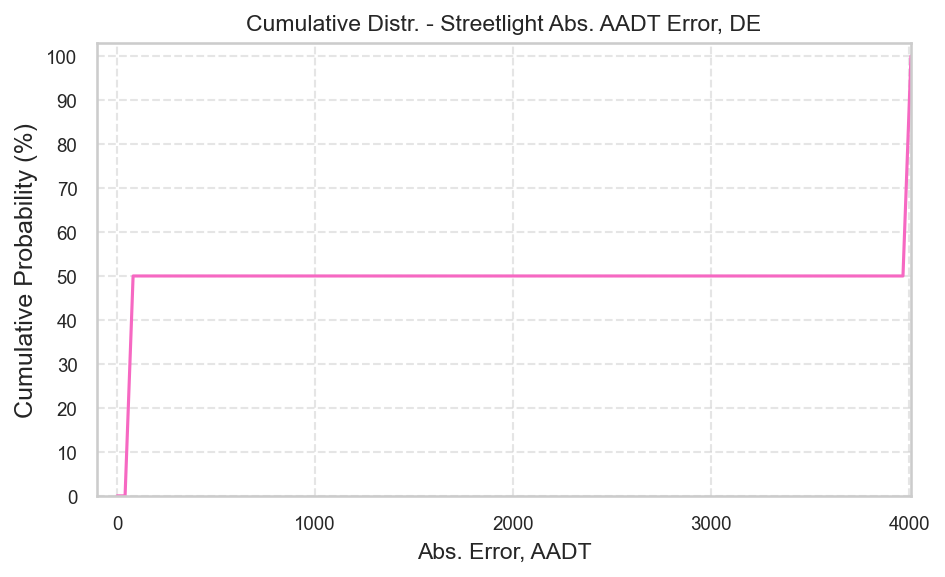 Cumulative Distr. - Streetlight Abs. AADT Error, DE
Cumulative Probability (%)
100
90
80
70
60
50
40
30
20
10
0
0 1000 2000 3000 4000
Abs. Error, AADT